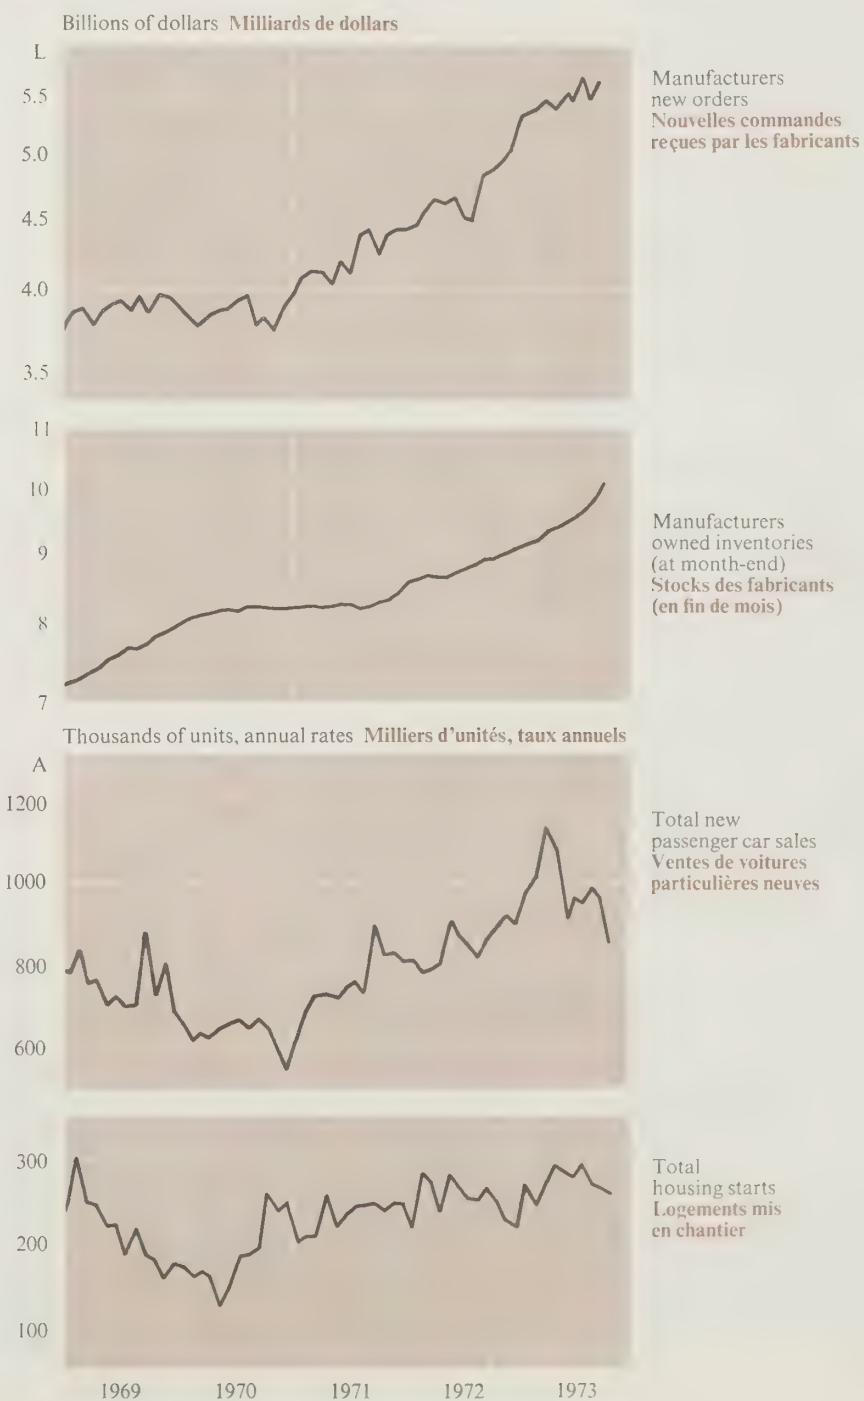 Billions of dollars Milliards de dollars
L
5.5
5.0
4.5
4.0
3.5
Manufacturers
new orders
Nouvelles commandes
reçues par les fabricants
11
10
9
8
7
Manufacturers
owned inventories
(at month-end)
Stocks des fabricants
(en fin de mois)
Thousands of units, annual rates Milliers d'unités, taux annuels
A
1200
1000
800
600
Total new
passenger car sales
Ventes de voitures
particulières neuves
300
200
100
Total
housing starts
Logements mis
en chantier
1969 1970 1971 1972 1973